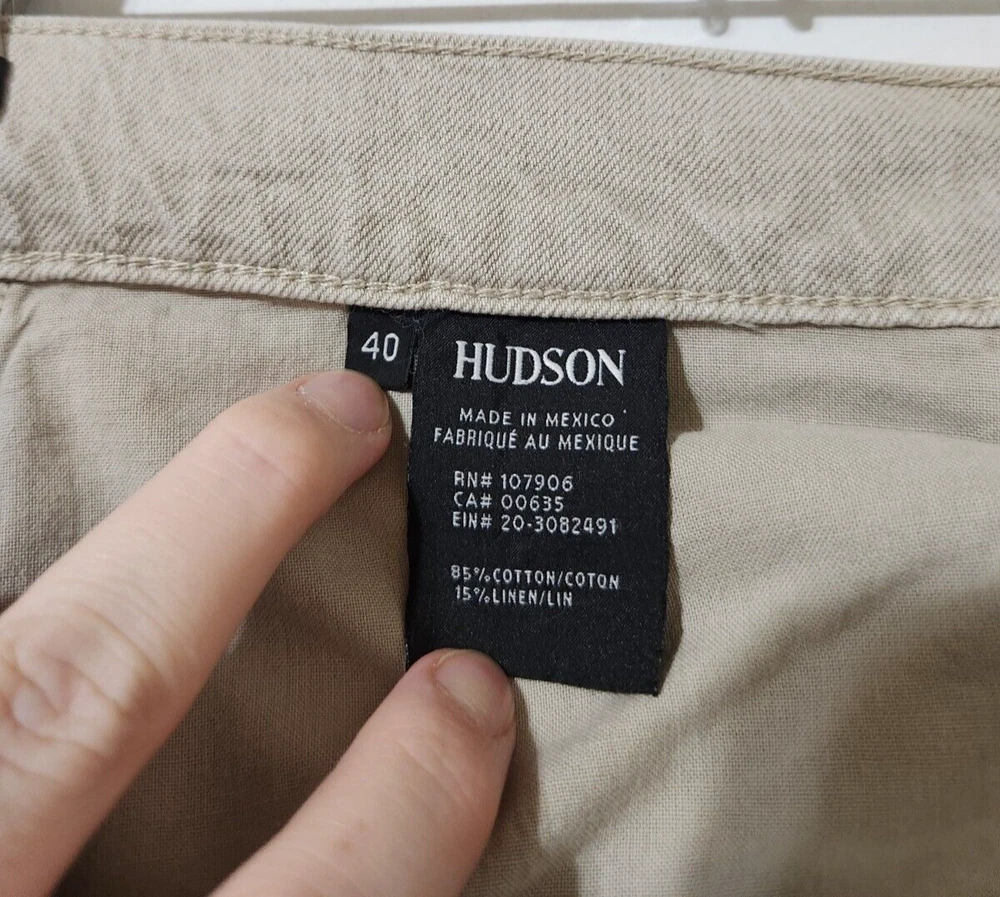 40
HUDSON
MADE IN MEXICO
FABRIQUÉ AU MEXIQUE
RN# 107906
CA# 00635
EIN# 20-3082491
85%COTTON/COTON
15%LINEN/LIN